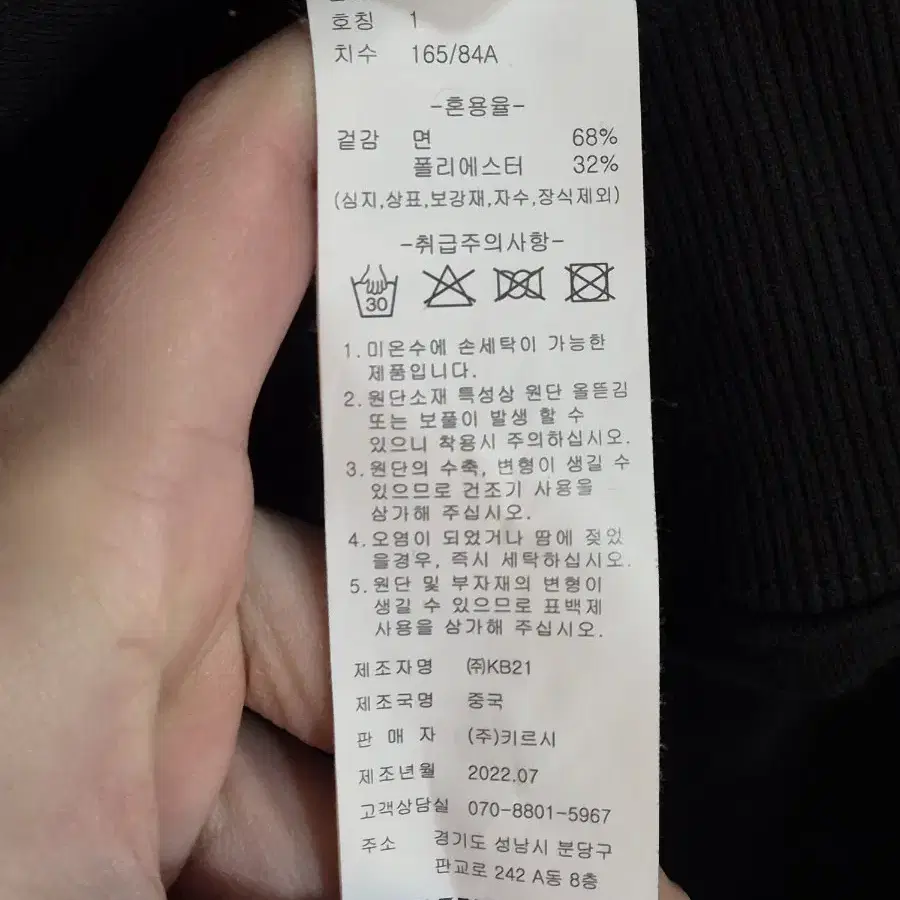 호칭 1
치수 165/84A
-혼용율-
겉감 면 68%
폴리에스터 32%
(심지,상표,보강재,자수,장식제외)
-취급주의사항-
30
1. 미온수에 손세탁이 가능한
제품입니다.
2. 원단소재 특성상 원단 올뜯김
또는 보풀이 발생 할 수
있으니 착용시 주의하십시오.
3. 원단의 수축, 변형이 생길 수
있으므로 건조기 사용을
상가해 주십시오.
4. 오염이 되었거나 땀에 젖었
을경우, 즉시 세탁하십시오.
5. 원단 및 부자재의 변형이
생길 수 있으므로 표백제
사용을 상가해 주십시오.
제조자명 ㈜KB21
제조국명 중국
판 매 자 (주)키르시
제조년월 2022.07
고객상담실 070-8801-5967
주소 경기도 성남시 분당구
판교로 242 A동 8층